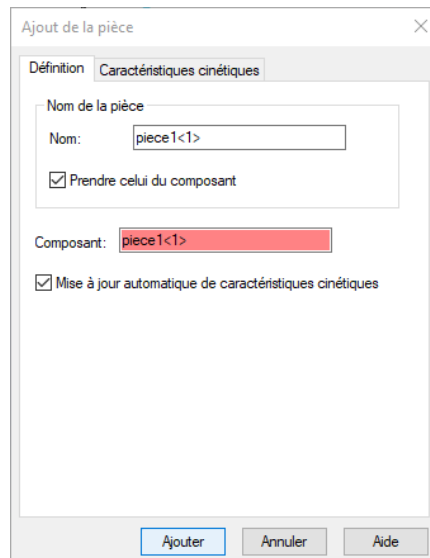 Ajout de la pièce
Définition Caractéristiques cinétiques
Nom de la pièce
Nom: piece1<1>
Prendre celui du composant
Composant: piece1<1>
Mise à jour automatique de caractéristiques cinétiques
Ajouter Annuler Aide